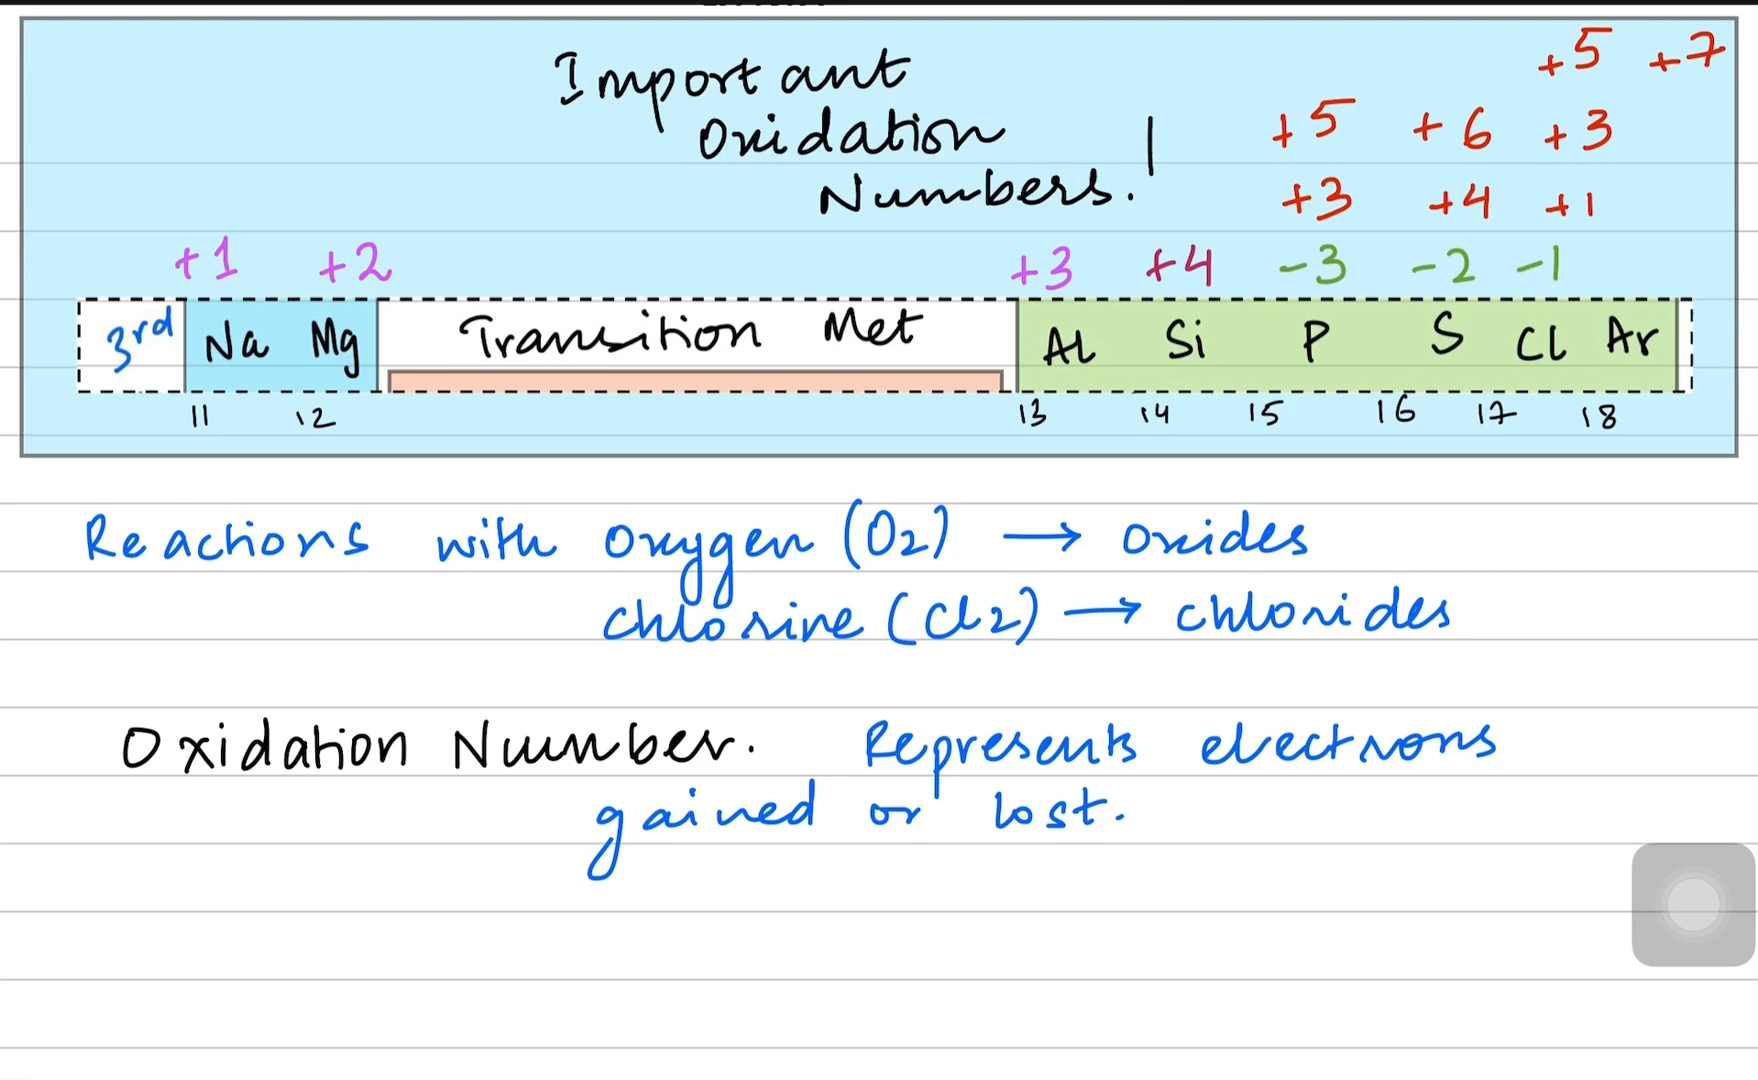 +5 +7
Important
Oxidation
Numbers. !
+5 +6 +3
+3 +4 +1
+1 +2 +3 +4 -3 -2 -1
3rd Na Mg Transition Met Al Si P S Cl Ar
11 12 13 14 15 16 17 18
Reactions with oxygen (O2) → oxides
chlorine (Cl2) → chlorides
Oxidation Number. Represents electrons
gained or lost.